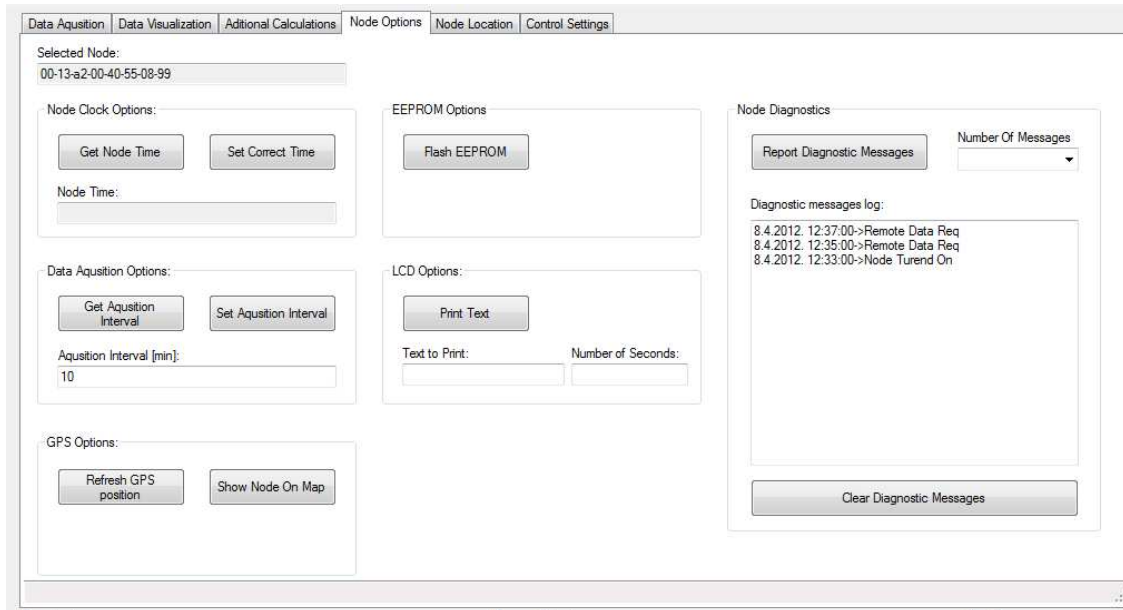 Data Aqusition Data Visualization Aditional Calculations Node Options Node Location Control Settings
Selected Node:
00-13-a2-00-40-55-08-99
Node Clock Options:
Get Node Time Set Correct Time
Node Time:
EEPROM Options
Flash EEPROM
Node Diagnostics
Report Diagnostic Messages
Number Of Messages
Diagnostic messages log:
8.4.2012. 12:37:00->Remote Data Req
8.4.2012. 12:35:00->Remote Data Req
8.4.2012. 12:33:00->Node Turend On
Clear Diagnostic Messages
Data Aqusition Options:
Get Aqusition
Interval
Set Aqusition Interval
Aqusition Interval [min]:
10
LCD Options:
Print Text
Text to Print: Number of Seconds:
GPS Options:
Refresh GPS
position
Show Node On Map